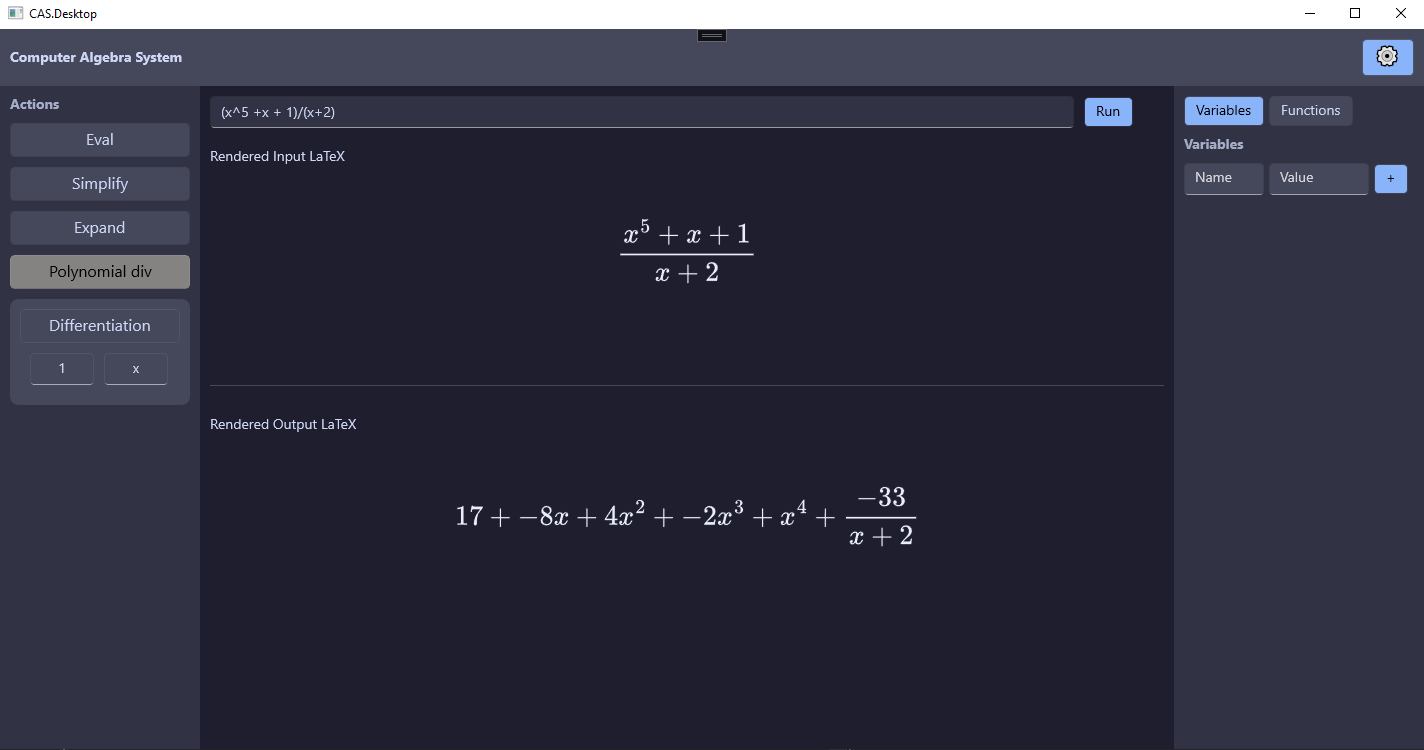 CAS.Desktop
Computer Algebra System
Actions
Eval
Simplify
Expand
Polynomial div
Differentiation
1 x
(x^5 +x + 1)/(x+2) Run
Rendered Input LaTeX
x^5 + x + 1
x + 2
Rendered Output LaTeX
17 + −8x + 4x^2 + −2x^3 + x^4 + −33
x + 2
Variables Functions
Variables
Name Value +